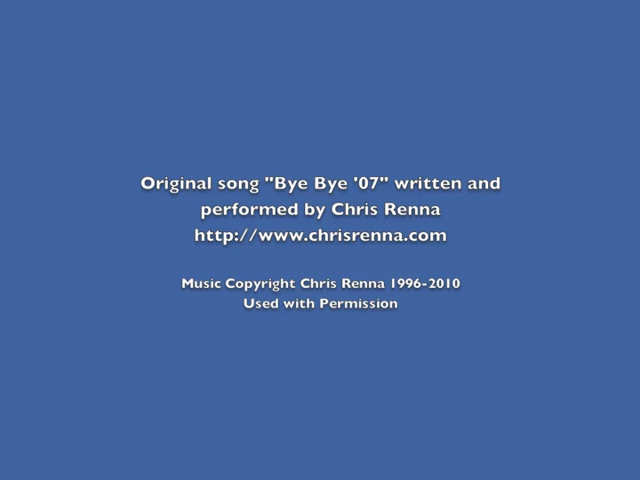 Original song "Bye Bye '07" written and
performed by Chris Renna
http://www.chrisrenna.com
Music Copyright Chris Renna 1996-2010
Used with Permission